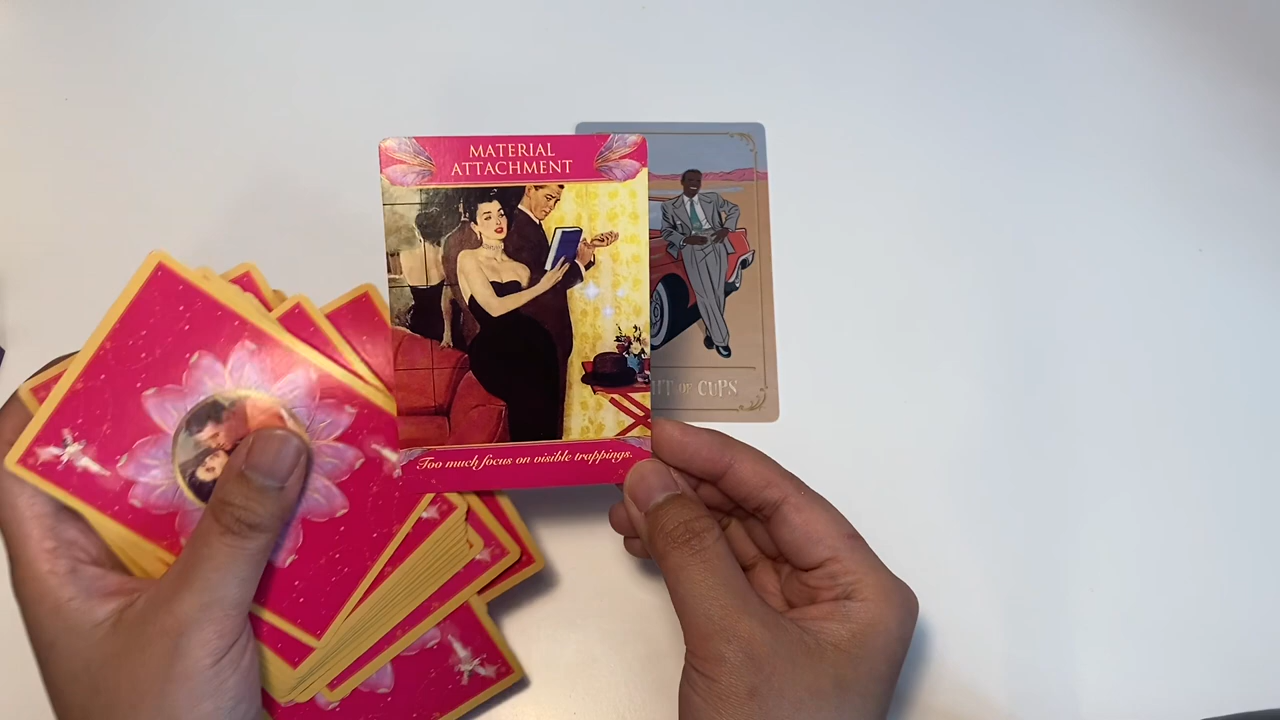 MATERIAL
ATTACHMENT
Too much focus on visible trappings.
OF CUPS